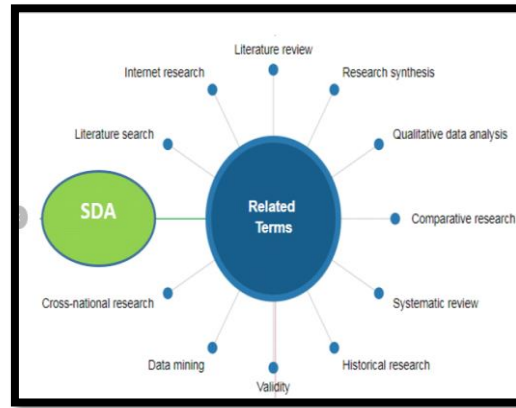 Literature review
Internet research
Research synthesis
Literature search
Qualitative data analysis
SDA
Related
Terms
Comparative research
Cross-national research
Systematic review
Data mining
Historical research
Validity